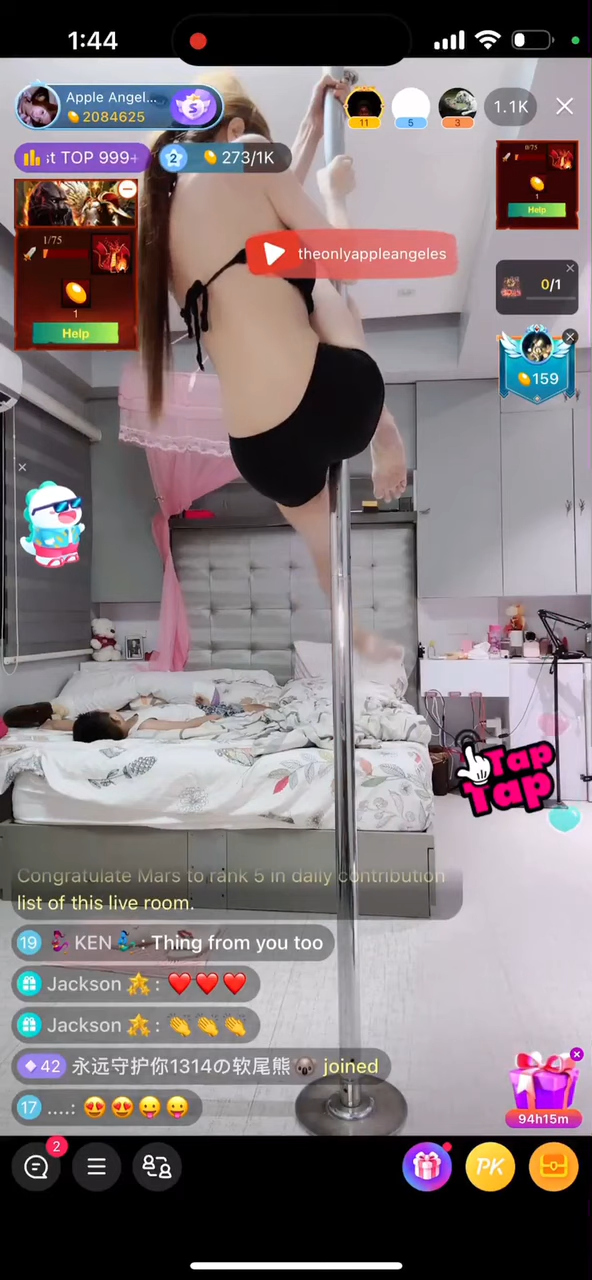 1:44
Apple Angel...
S
2084625
11
5
3
1.1K
st TOP 999+
2
273/1K
1/75
1
Help
0/75
1
Help
theonlyappleangeles
0/1
159
Tap
Tap
Congratulate Mars to rank 5 in daily contribution
list of this live room.
19 KEN : Thing from you too
Jackson : ❤️❤️❤️
Jackson : 👏👏👏
42 永远守护你1314の软尾熊🐨 joined
17 ....: 😍😍😛😛
94h15m
2
PK